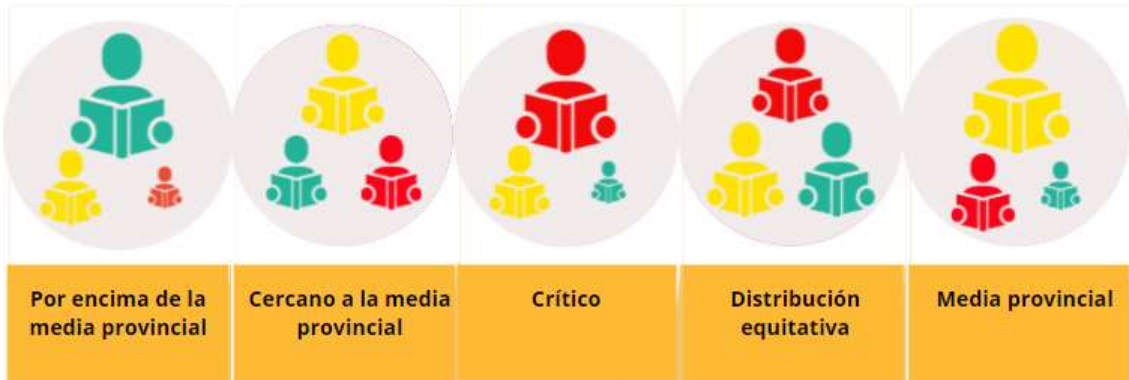 Por encima de la
media provincial
Cercano a la media
provincial
Crítico
Distribución
equitativa
Media provincial